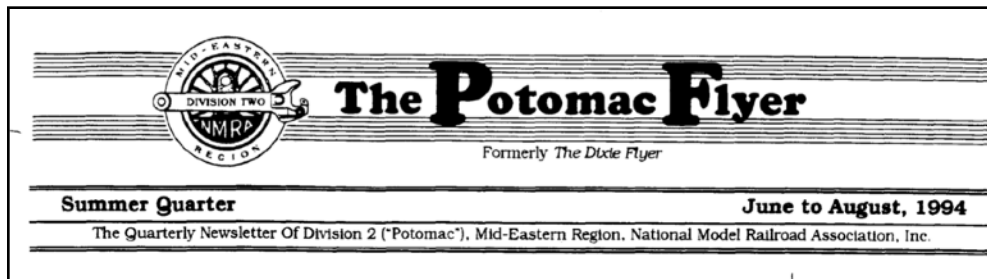 MID-EASTERN
DIVISION TWO
NMRA
REGION
The Potomac Flyer
Formerly The Dixie Flyer
Summer Quarter
June to August, 1994
The Quarterly Newsletter Of Division 2 ("Potomac"), Mid-Eastern Region, National Model Railroad Association, Inc.